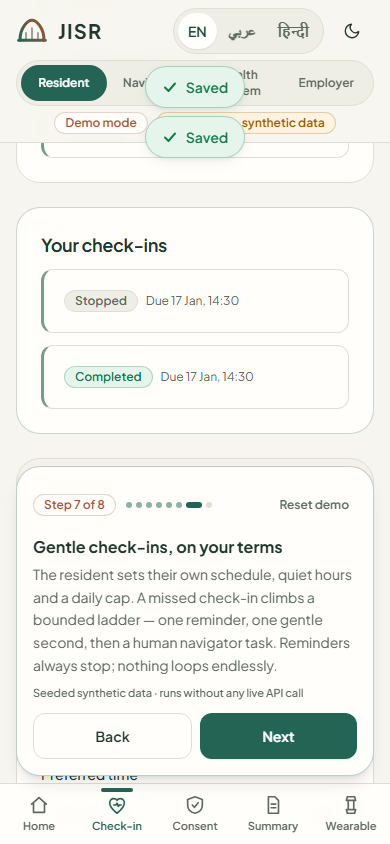 JISR
EN عربي हिन्दी
Resident Employer
Saved
Demo mode synthetic data
Saved
Your check-ins
Stopped Due 17 Jan, 14:30
Completed Due 17 Jan, 14:30
Step 7 of 8 Reset demo
Gentle check-ins, on your terms
The resident sets their own schedule, quiet hours
and a daily cap. A missed check-in climbs a
bounded ladder — one reminder, one gentle
second, then a human navigator task. Reminders
always stop; nothing loops endlessly.
Seeded synthetic data · runs without any live API call
Back Next
Preferred time
Home Check-in Consent Summary Wearable